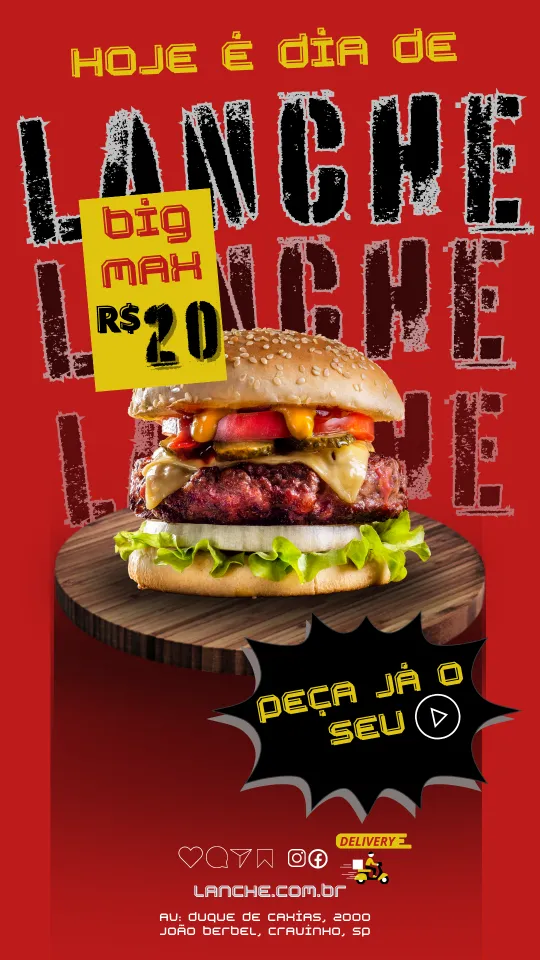 HOJE É DIA DE
LANCHE
big
max
R$20
LANCHE
LANCHE
PEÇA JÁ O
SEU
DELIVERY
LANCHE.COM.br
AV: duque de caxias, 2000
JOÃO berbel, cravinho, sp